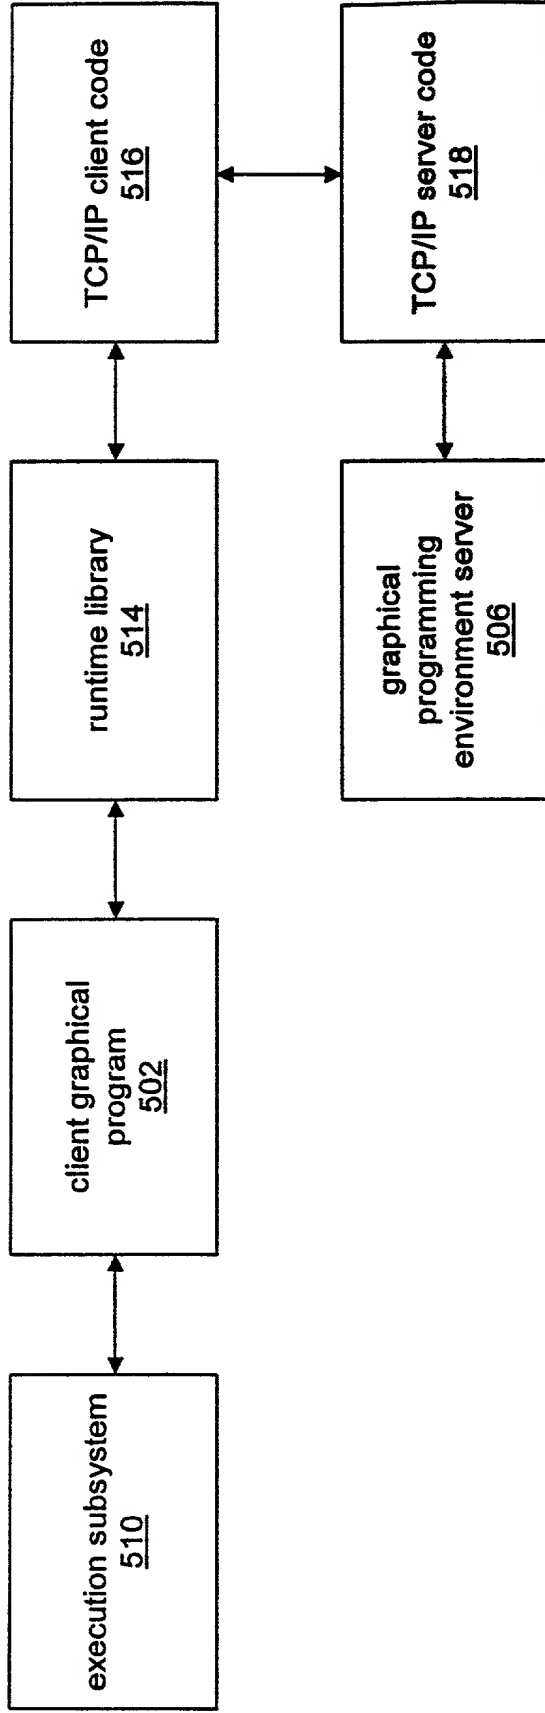 execution subsystem
510
client graphical
program
502
runtime library
514
TCP/IP client code
516
graphical
programming
environment server
506
TCP/IP server code
518